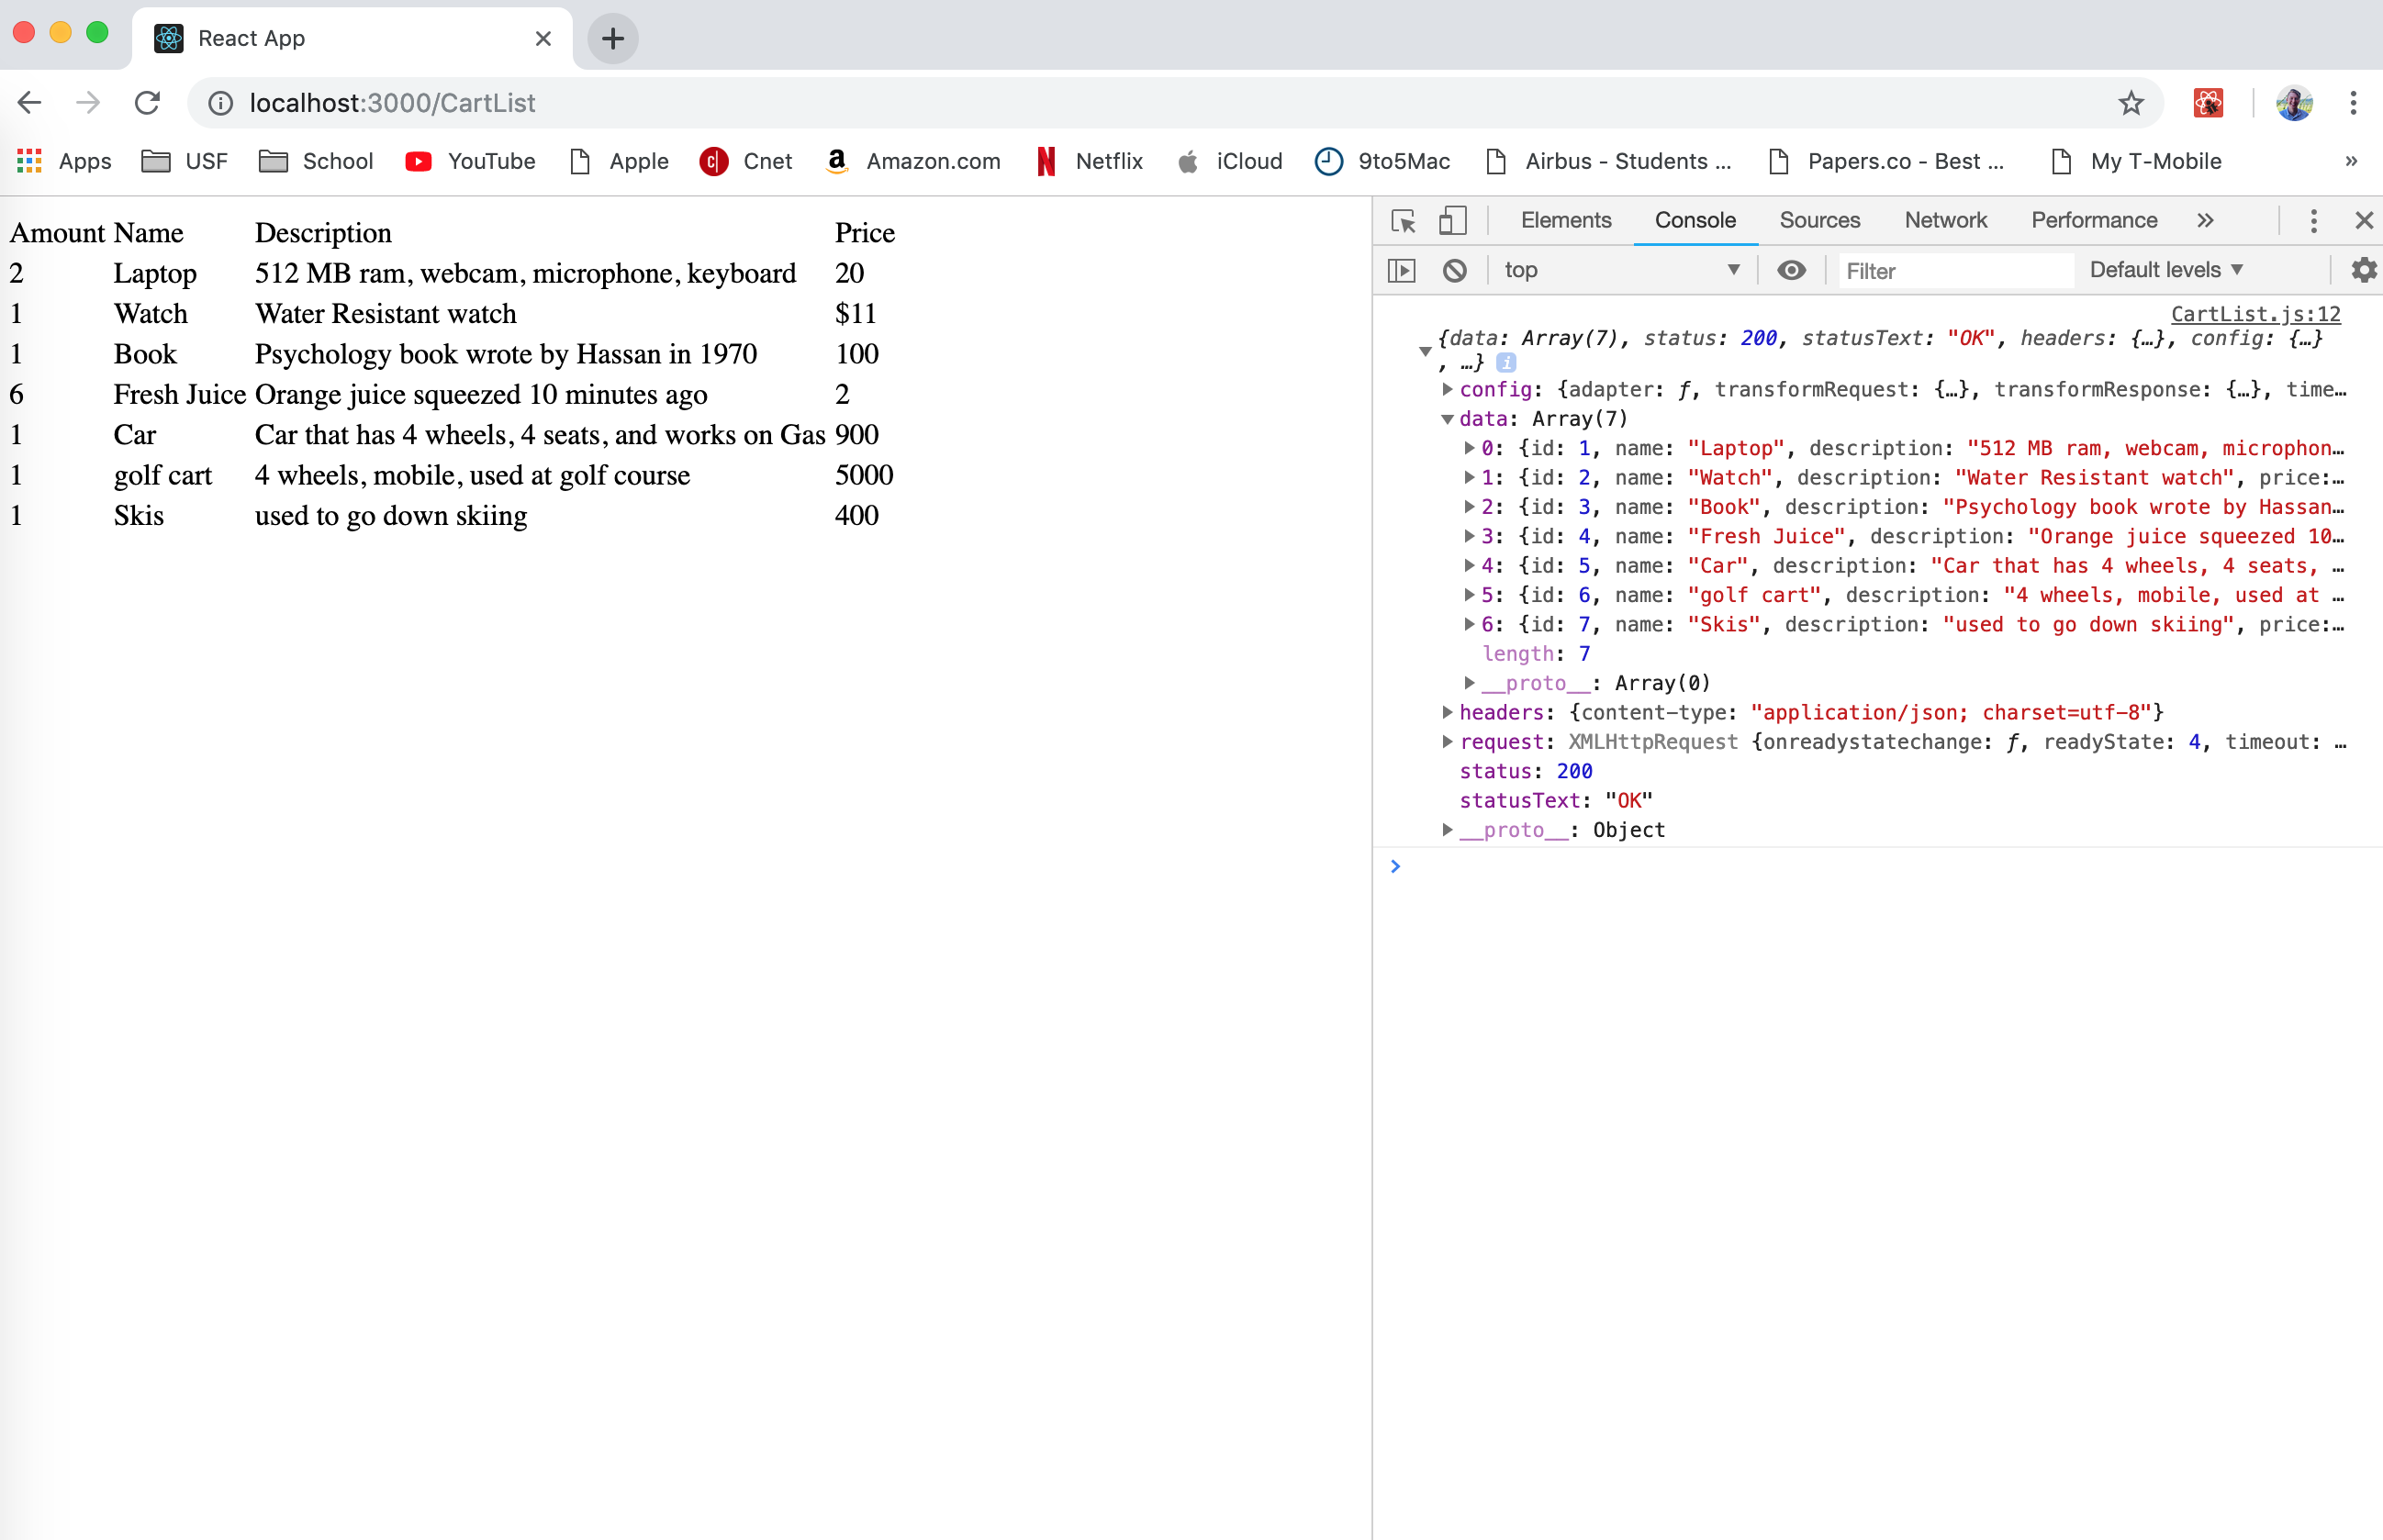 React App
localhost:3000/CartList
Apps USF School YouTube Apple Cnet Amazon.com Netflix iCloud 9to5Mac Airbus - Students ... Papers.co - Best ... My T-Mobile »
Amount Name Description Price
2 Laptop 512 MB ram, webcam, microphone, keyboard 20
1 Watch Water Resistant watch $11
1 Book Psychology book wrote by Hassan in 1970 100
6 Fresh Juice Orange juice squeezed 10 minutes ago 2
1 Car Car that has 4 wheels, 4 seats, and works on Gas 900
1 golf cart 4 wheels, mobile, used at golf course 5000
1 Skis used to go down skiing 400
Elements Console Sources Network Performance »
top Filter Default levels
CartList.js:12
{data: Array(7), status: 200, statusText: "OK", headers: {…}, config: {…}
, …} i
config: {adapter: ƒ, transformRequest: {…}, transformResponse: {…}, time…
data: Array(7)
0: {id: 1, name: "Laptop", description: "512 MB ram, webcam, microphon…
1: {id: 2, name: "Watch", description: "Water Resistant watch", price:…
2: {id: 3, name: "Book", description: "Psychology book wrote by Hassan…
3: {id: 4, name: "Fresh Juice", description: "Orange juice squeezed 10…
4: {id: 5, name: "Car", description: "Car that has 4 wheels, 4 seats, …
5: {id: 6, name: "golf cart", description: "4 wheels, mobile, used at …
6: {id: 7, name: "Skis", description: "used to go down skiing", price:…
length: 7
__proto__: Array(0)
headers: {content-type: "application/json; charset=utf-8"}
request: XMLHttpRequest {onreadystatechange: ƒ, readyState: 4, timeout: …
status: 200
statusText: "OK"
__proto__: Object